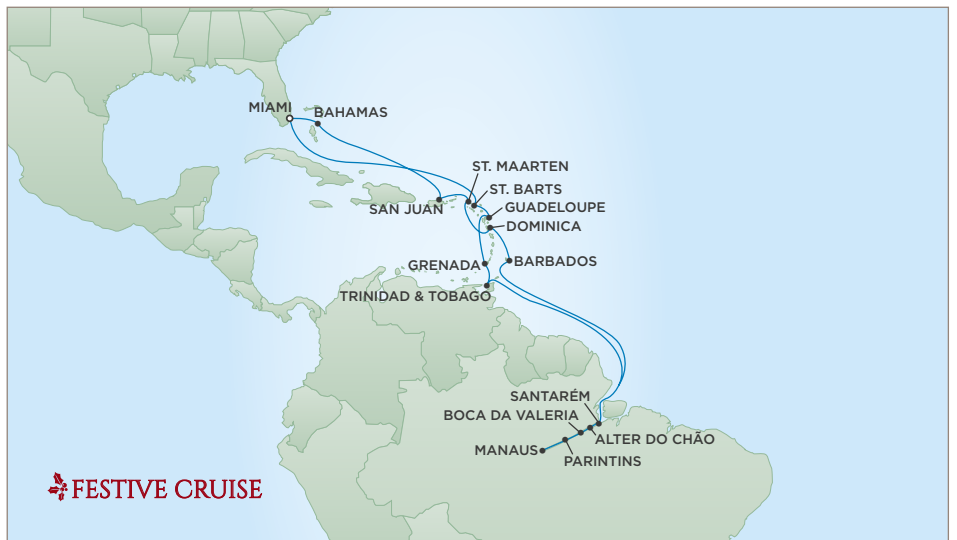 MIAMI
BAHAMAS
ST. MAARTEN
ST. BARTS
SAN JUAN
GUADELOUPE
DOMINICA
GRENADA
BARBADOS
TRINIDAD & TOBAGO
SANTARÉM
BOCA DA VALERIA
ALTER DO CHÃO
MANAUS
PARINTINS
FESTIVE CRUISE